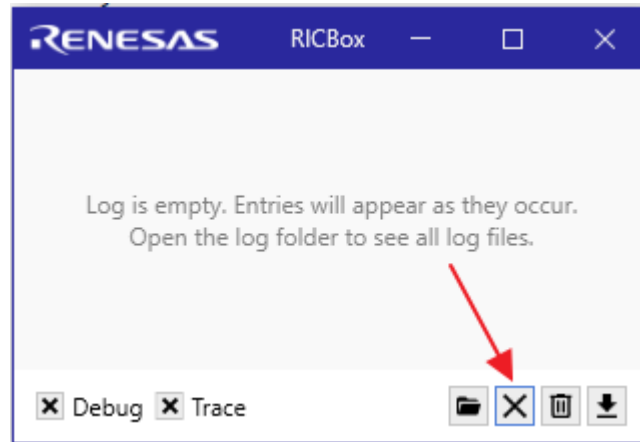 RENESAS RICBox
Log is empty. Entries will appear as they occur.
Open the log folder to see all log files.
Debug Trace